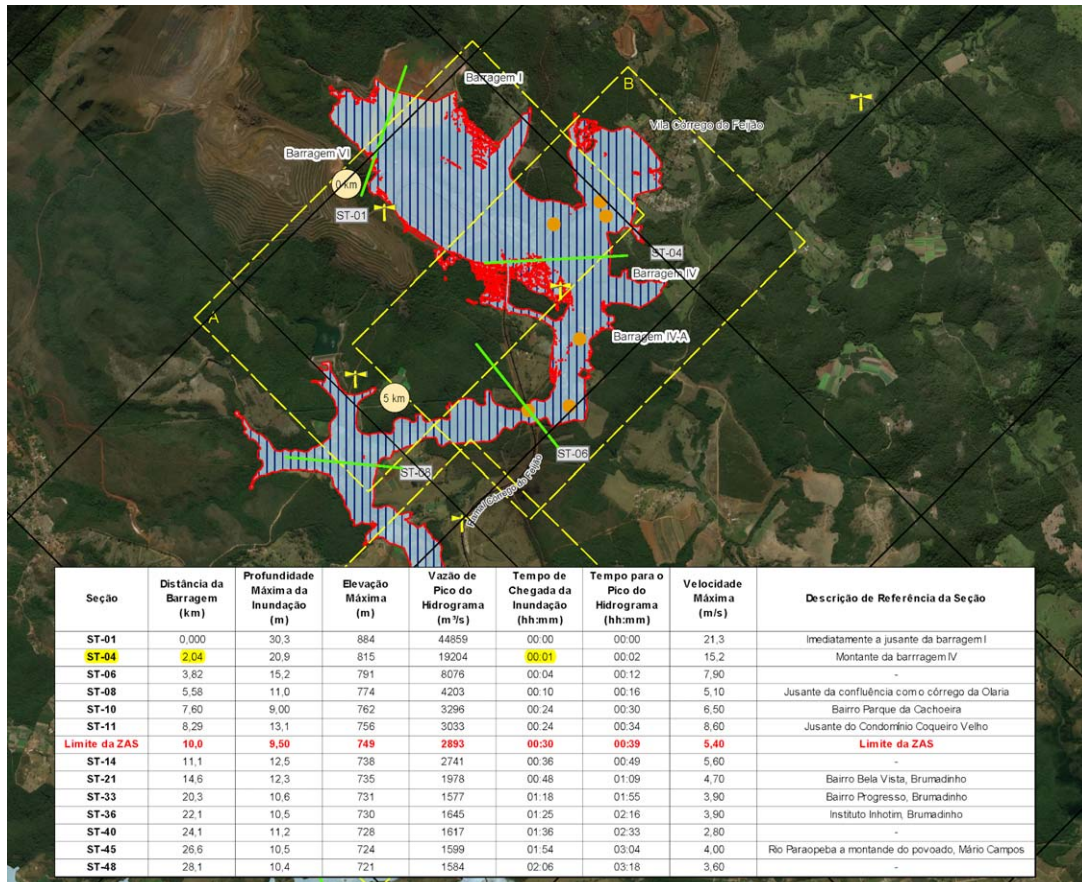 Barragem I
B
Vila Córrego do Feijão
Barragem VI
0 km
ST-01
ST-04
Barragem IV
A
Barragem IV-A
5 km
ST-06
ST-08
Ramal Córrego do Feijão
Seção Distância da Barragem (km) Profundidade Máxima da Inundação (m) Elevação Máxima (m) Vazão de Pico do Hidrograma (m³/s) Tempo de Chegada da Inundação (hh:mm) Tempo para o Pico do Hidrograma (hh:mm) Velocidade Máxima (m/s) Descrição de Referência da Seção
ST-01 0,000 30,3 884 44859 00:00 00:00 21,3 Imediatamente a jusante da barragem I
ST-04 2,04 20,9 815 19204 00:01 00:02 15,2 Montante da barrragem IV
ST-06 3,82 15,2 791 8076 00:04 00:12 7,90 -
ST-08 5,58 11,0 774 4203 00:10 00:16 5,10 Jusante da confluência com o córrego da Olaria
ST-10 7,60 9,00 762 3296 00:24 00:30 6,50 Bairro Parque da Cachoeira
ST-11 8,29 13,1 756 3033 00:24 00:34 8,60 Jusante do Condomínio Coqueiro Velho
Limite da ZAS 10,0 9,50 749 2893 00:30 00:39 5,40 Limite da ZAS
ST-14 11,1 12,5 738 2741 00:36 00:49 5,60 -
ST-21 14,6 12,3 735 1978 00:48 01:09 4,70 Bairro Bela Vista, Brumadinho
ST-33 20,3 10,6 731 1577 01:18 01:55 3,90 Bairro Progresso, Brumadinho
ST-36 22,1 10,5 730 1645 01:25 02:16 3,90 Instituto Inhotim, Brumadinho
ST-40 24,1 11,2 728 1617 01:36 02:33 2,80 -
ST-45 26,6 10,5 724 1599 01:54 03:04 4,00 Rio Paraopeba a montande do povoado, Mário Campos
ST-48 28,1 10,4 721 1584 02:06 03:18 3,60 -